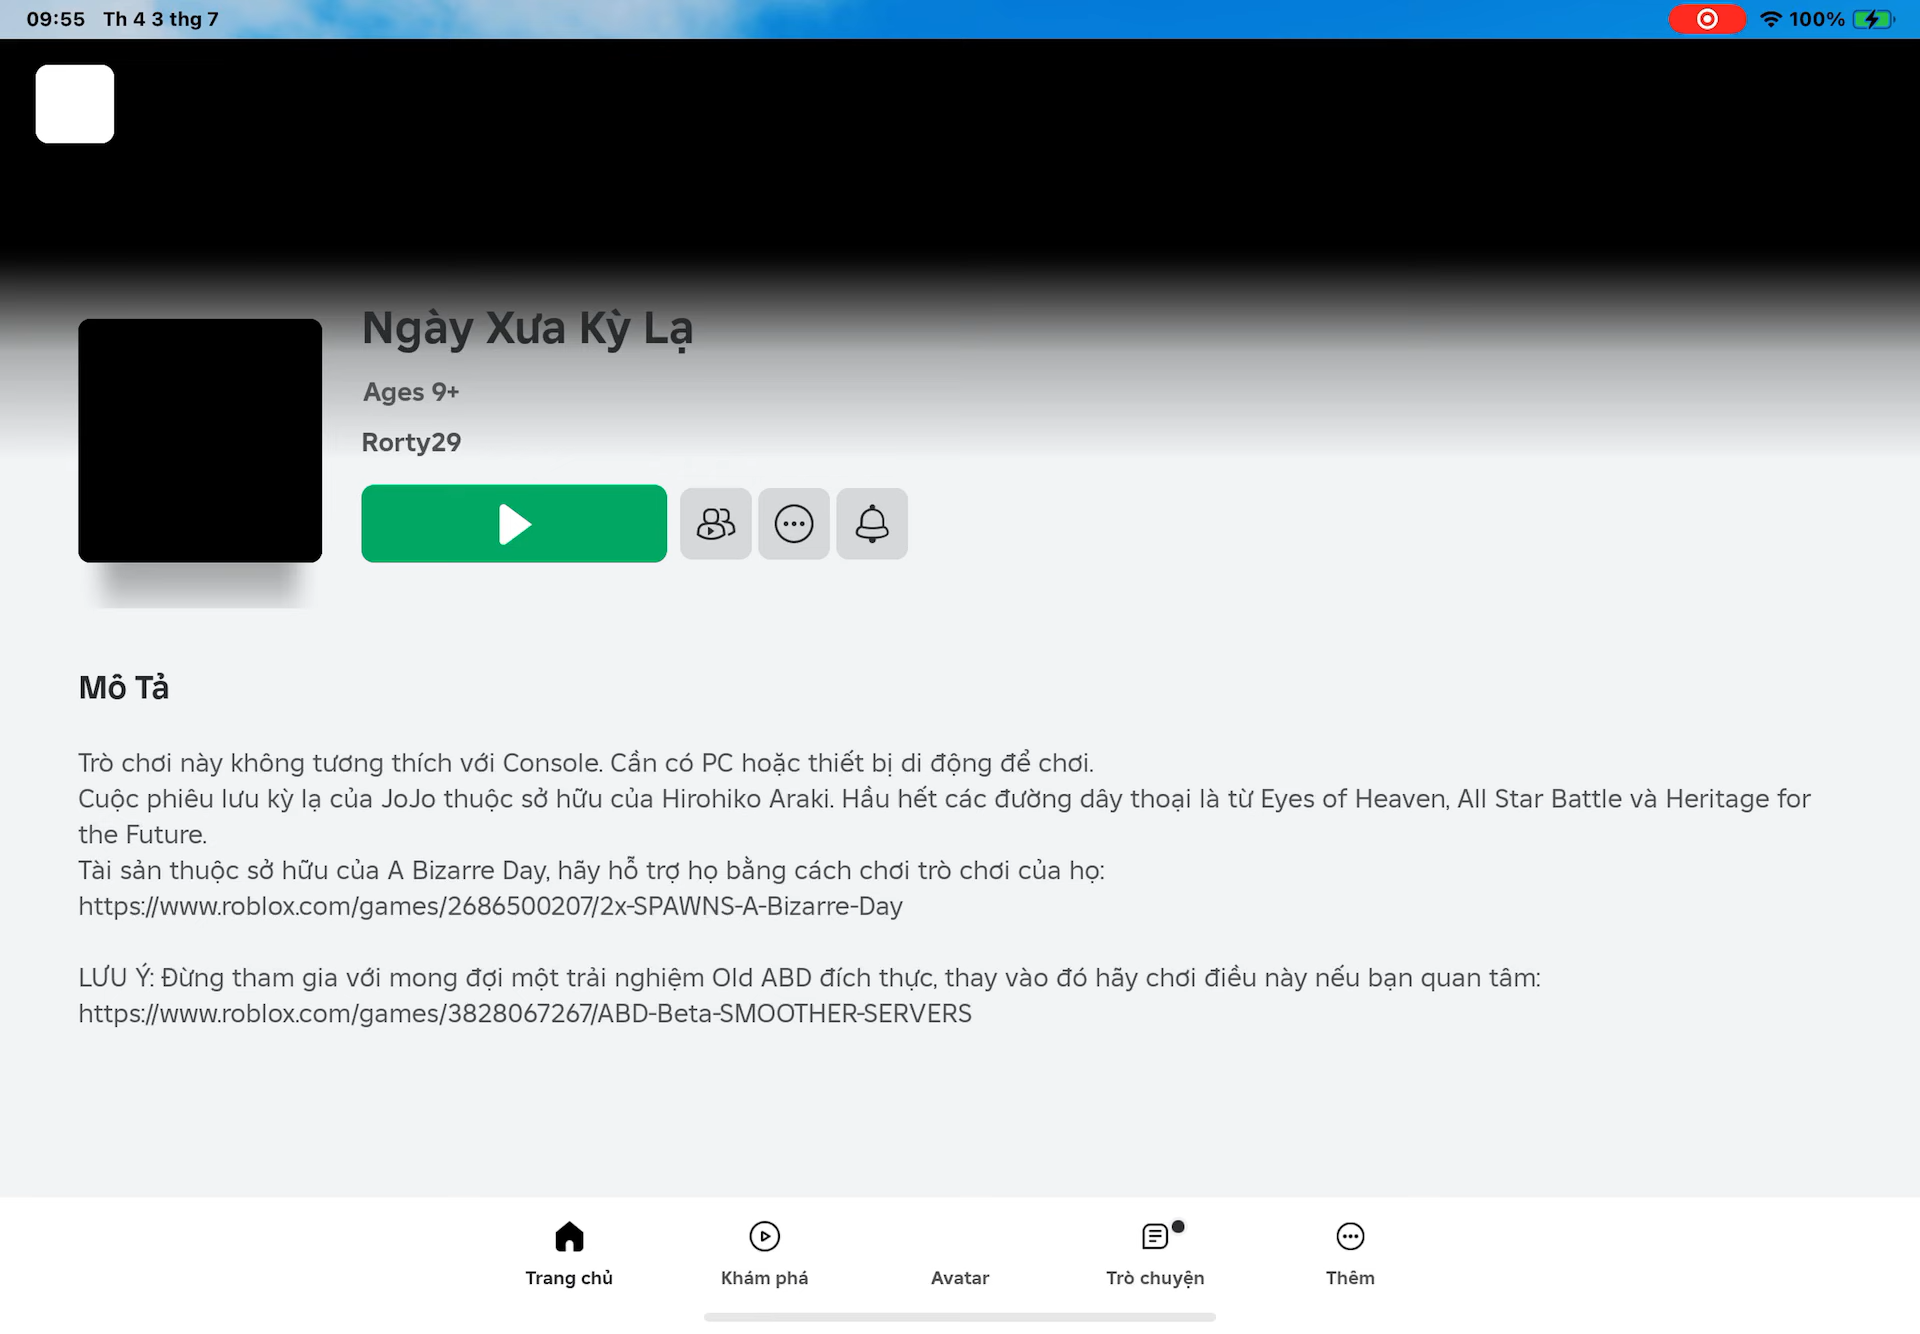 09:55 Th 4 3 thg 7
100%
Ngày Xưa Kỳ Lạ
Ages 9+
Rorty29
Mô Tả
Trò chơi này không tương thích với Console. Cần có PC hoặc thiết bị di động để chơi.
Cuộc phiêu lưu kỳ lạ của JoJo thuộc sở hữu của Hirohiko Araki. Hầu hết các đường dây thoại là từ Eyes of Heaven, All Star Battle và Heritage for
the Future.
Tài sản thuộc sở hữu của A Bizarre Day, hãy hỗ trợ họ bằng cách chơi trò chơi của họ:
https://www.roblox.com/games/2686500207/2x-SPAWNS-A-Bizarre-Day
LƯU Ý: Đừng tham gia với mong đợi một trải nghiệm Old ABD đích thực, thay vào đó hãy chơi điều này nếu bạn quan tâm:
https://www.roblox.com/games/3828067267/ABD-Beta-SMOOTHER-SERVERS
Trang chủ
Khám phá
Avatar
Trò chuyện
Thêm